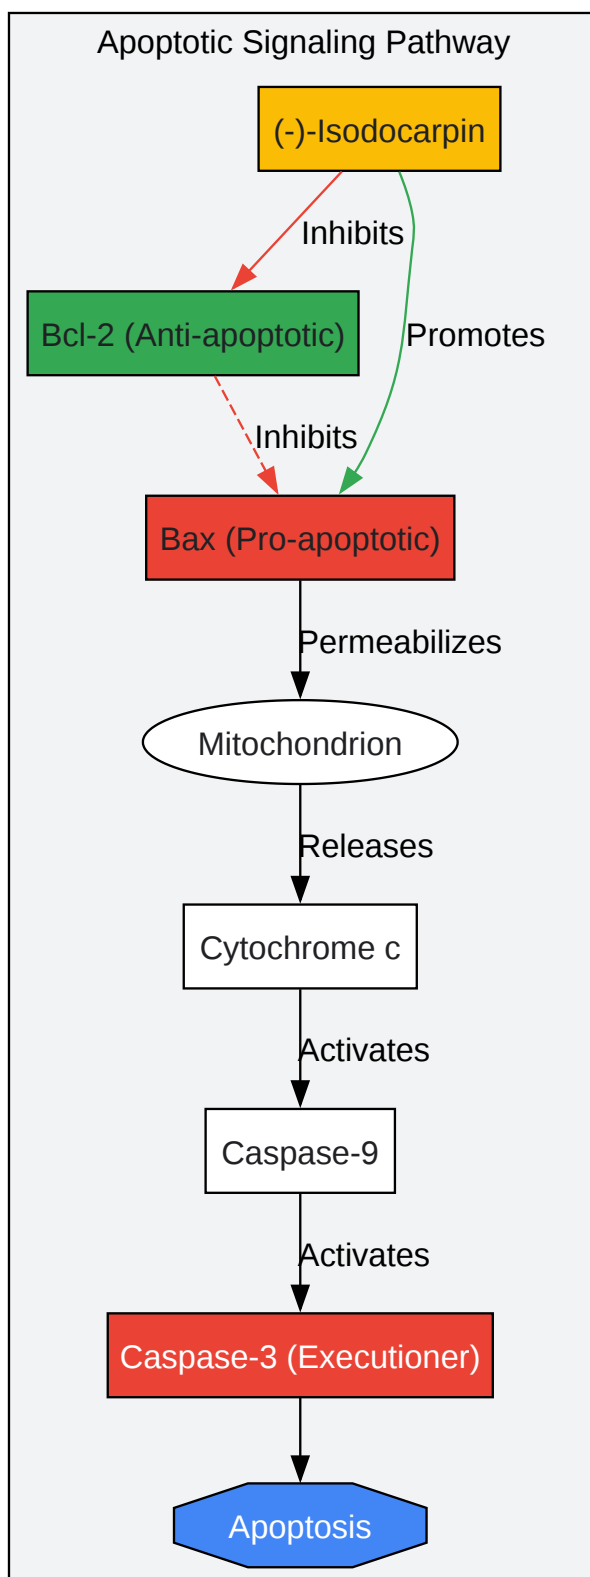 Apoptotic Signaling Pathway
(-)-Isodocarpin
Inhibits
Bcl-2 (Anti-apoptotic)
Promotes
Inhibits
Bax (Pro-apoptotic)
Permeabilizes
Mitochondrion
Releases
Cytochrome c
Activates
Caspase-9
Activates
Caspase-3 (Executioner)
Apoptosis